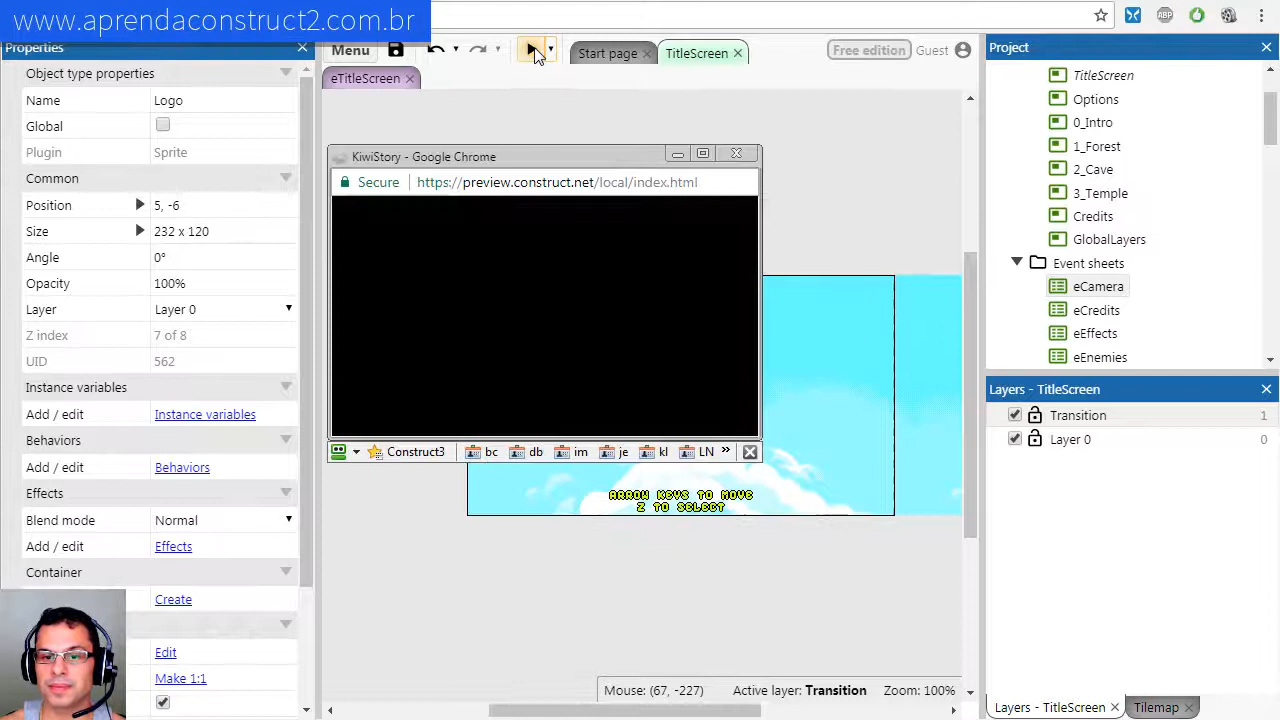 www.aprendaconstruct2.com.br
ABP
Properties
Menu
Start page
TitleScreen
Free edition
Guest
Project
Object type properties
eTitleScreen
Name
Logo
Global
Plugin
Sprite
Common
Position
5, -6
Size
232 x 120
Angle
0°
Opacity
100%
Layer
Layer 0
Z index
7 of 8
UID
562
Instance variables
Add / edit
Instance variables
Behaviors
Add / edit
Behaviors
Effects
Blend mode
Normal
Add / edit
Effects
Container
Create
Edit
Make 1:1
KiwiStory - Google Chrome
Secure
https://preview.construct.net/local/index.html
Construct3
bc
db
im
je
kl
LN
»
ARROW KEYS TO MOVE
Z TO SELECT
Mouse: (67, -227)
Active layer: Transition
Zoom: 100%
TitleScreen
Options
0_Intro
1_Forest
2_Cave
3_Temple
Credits
GlobalLayers
Event sheets
eCamera
eCredits
eEffects
eEnemies
Layers - TitleScreen
Transition
1
Layer 0
0
Layers - TitleScreen
Tilemap